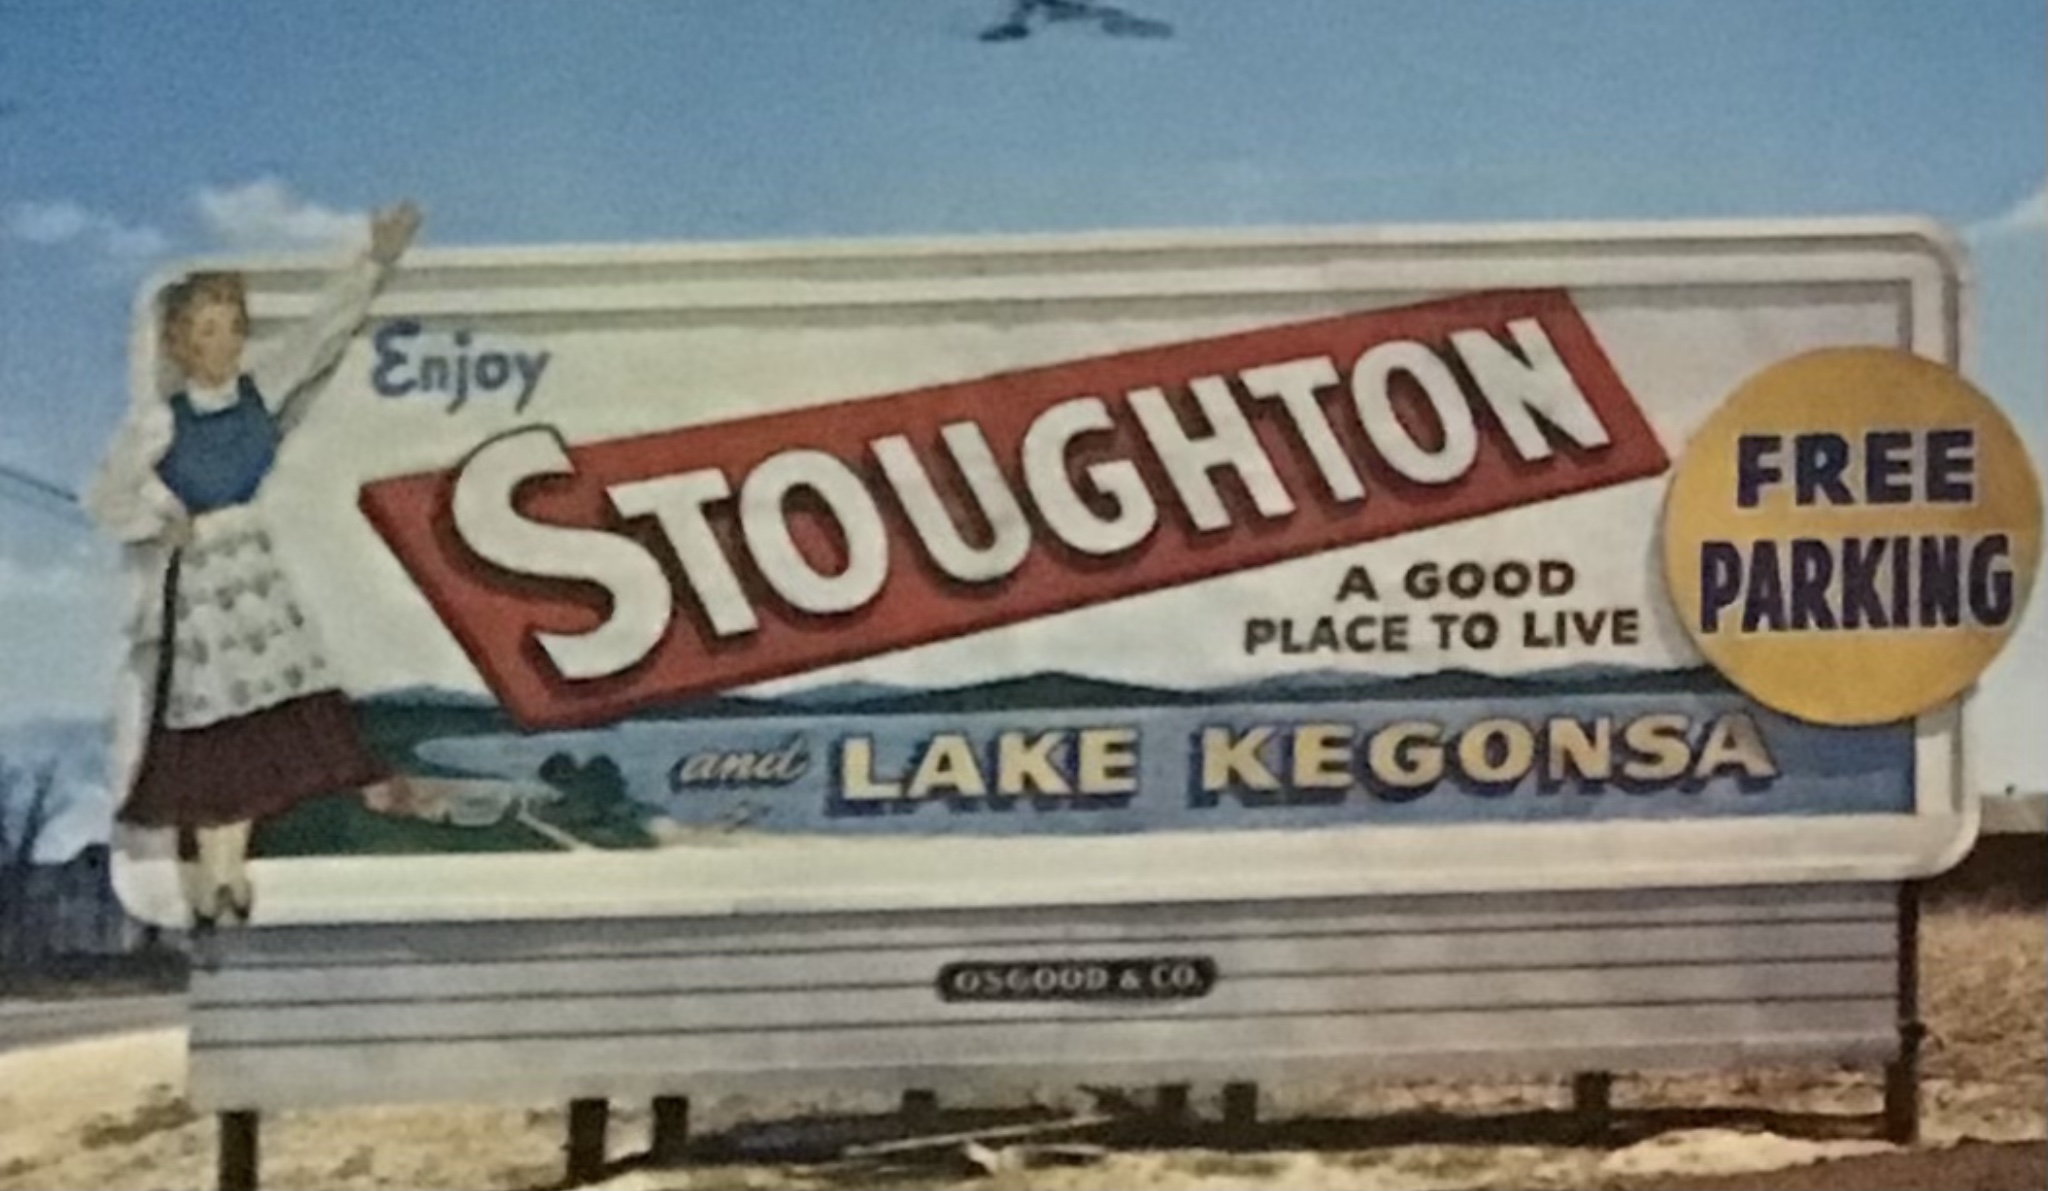 Enjoy
STOUGHTON
A GOOD
PLACE TO LIVE
FREE
PARKING
and LAKE KEGONSA
OSGOOD & CO.